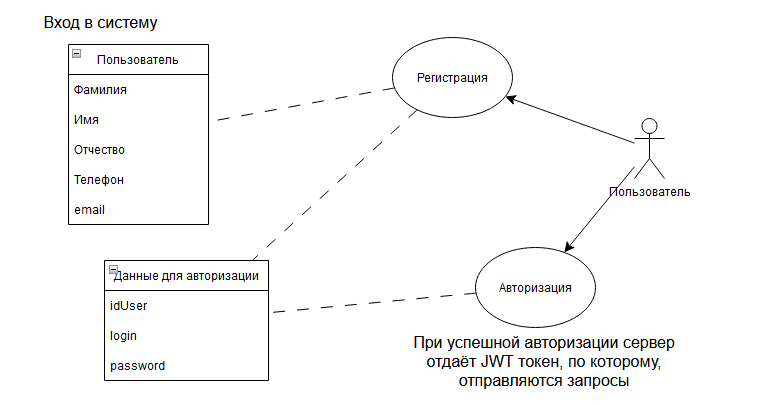 Вход в систему
Пользователь
Фамилия
Имя
Отчество
Телефон
email
Регистрация
Пользователь
Данные для авторизации
idUser
login
password
Авторизация
При успешной авторизации сервер
отдаёт JWT токен, по которому,
отправляются запросы